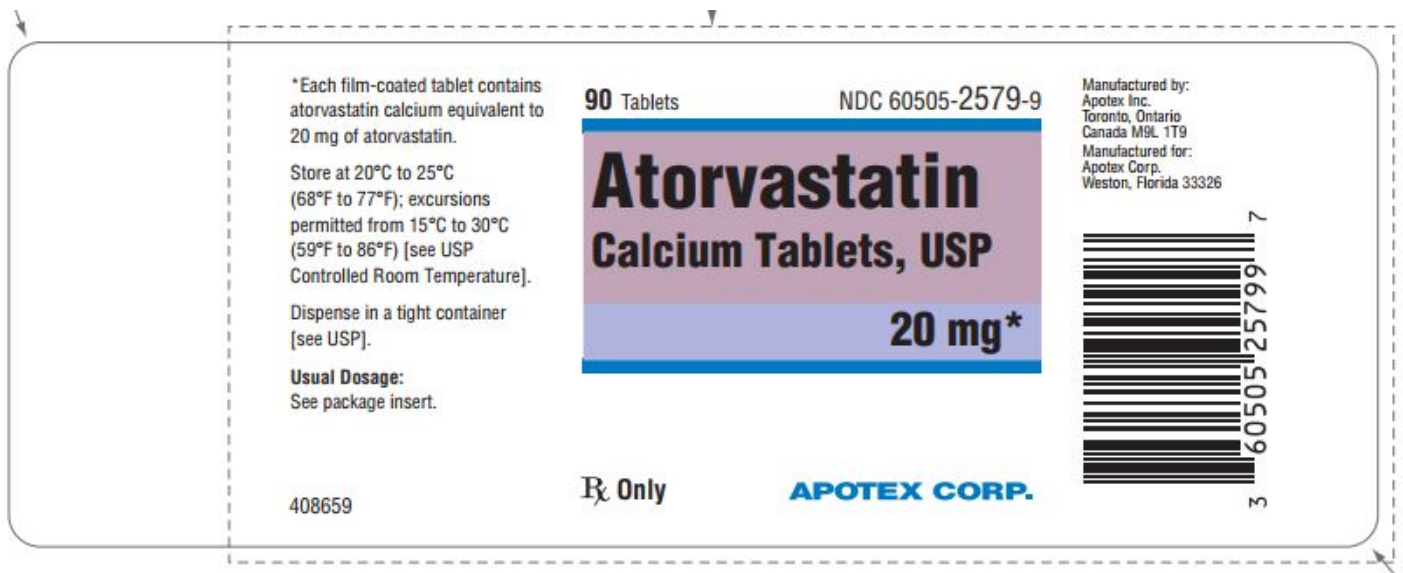 *Each film-coated tablet contains
atorvastatin calcium equivalent to
20 mg of atorvastatin.
Store at 20°C to 25°C
(68°F to 77°F); excursions
permitted from 15°C to 30°C
(59°F to 86°F) [see USP
Controlled Room Temperature].
Dispense in a tight container
[see USP].
Usual Dosage:
See package insert.
408659
90 Tablets NDC 60505-2579-9
Atorvastatin
Calcium Tablets, USP
20 mg*
Rx Only APOTEX CORP.
Manufactured by:
Apotex Inc.
Toronto, Ontario
Canada M9L 1T9
Manufactured for:
Apotex Corp.
Weston, Florida 33326
3 60505 25799 7